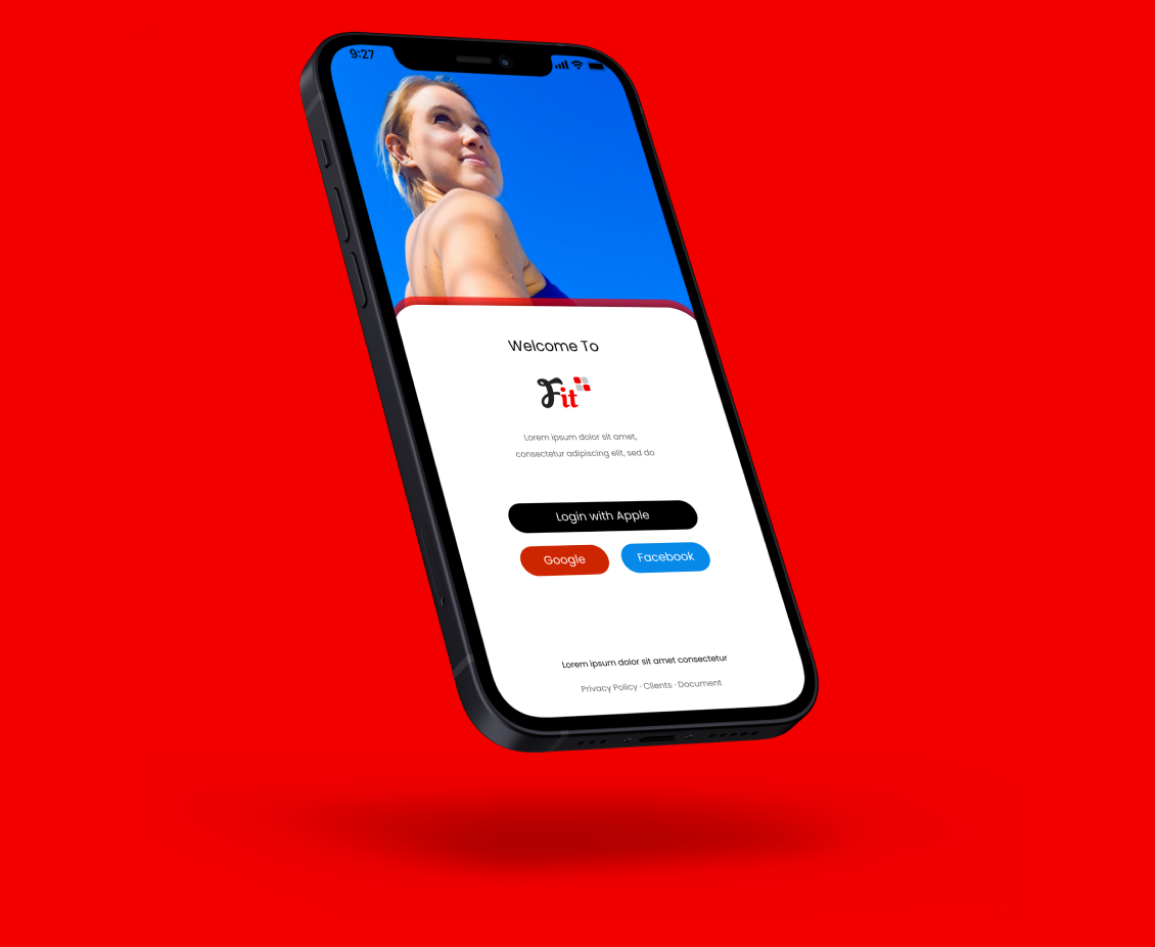 9:27
Welcome To
Fit
Lorem ipsum dolor sit amet,
consectetur adipiscing elit, sed do
Login with Apple
Google Facebook
Lorem ipsum dolor sit amet consectetur
Privacy Policy · Clients · Document